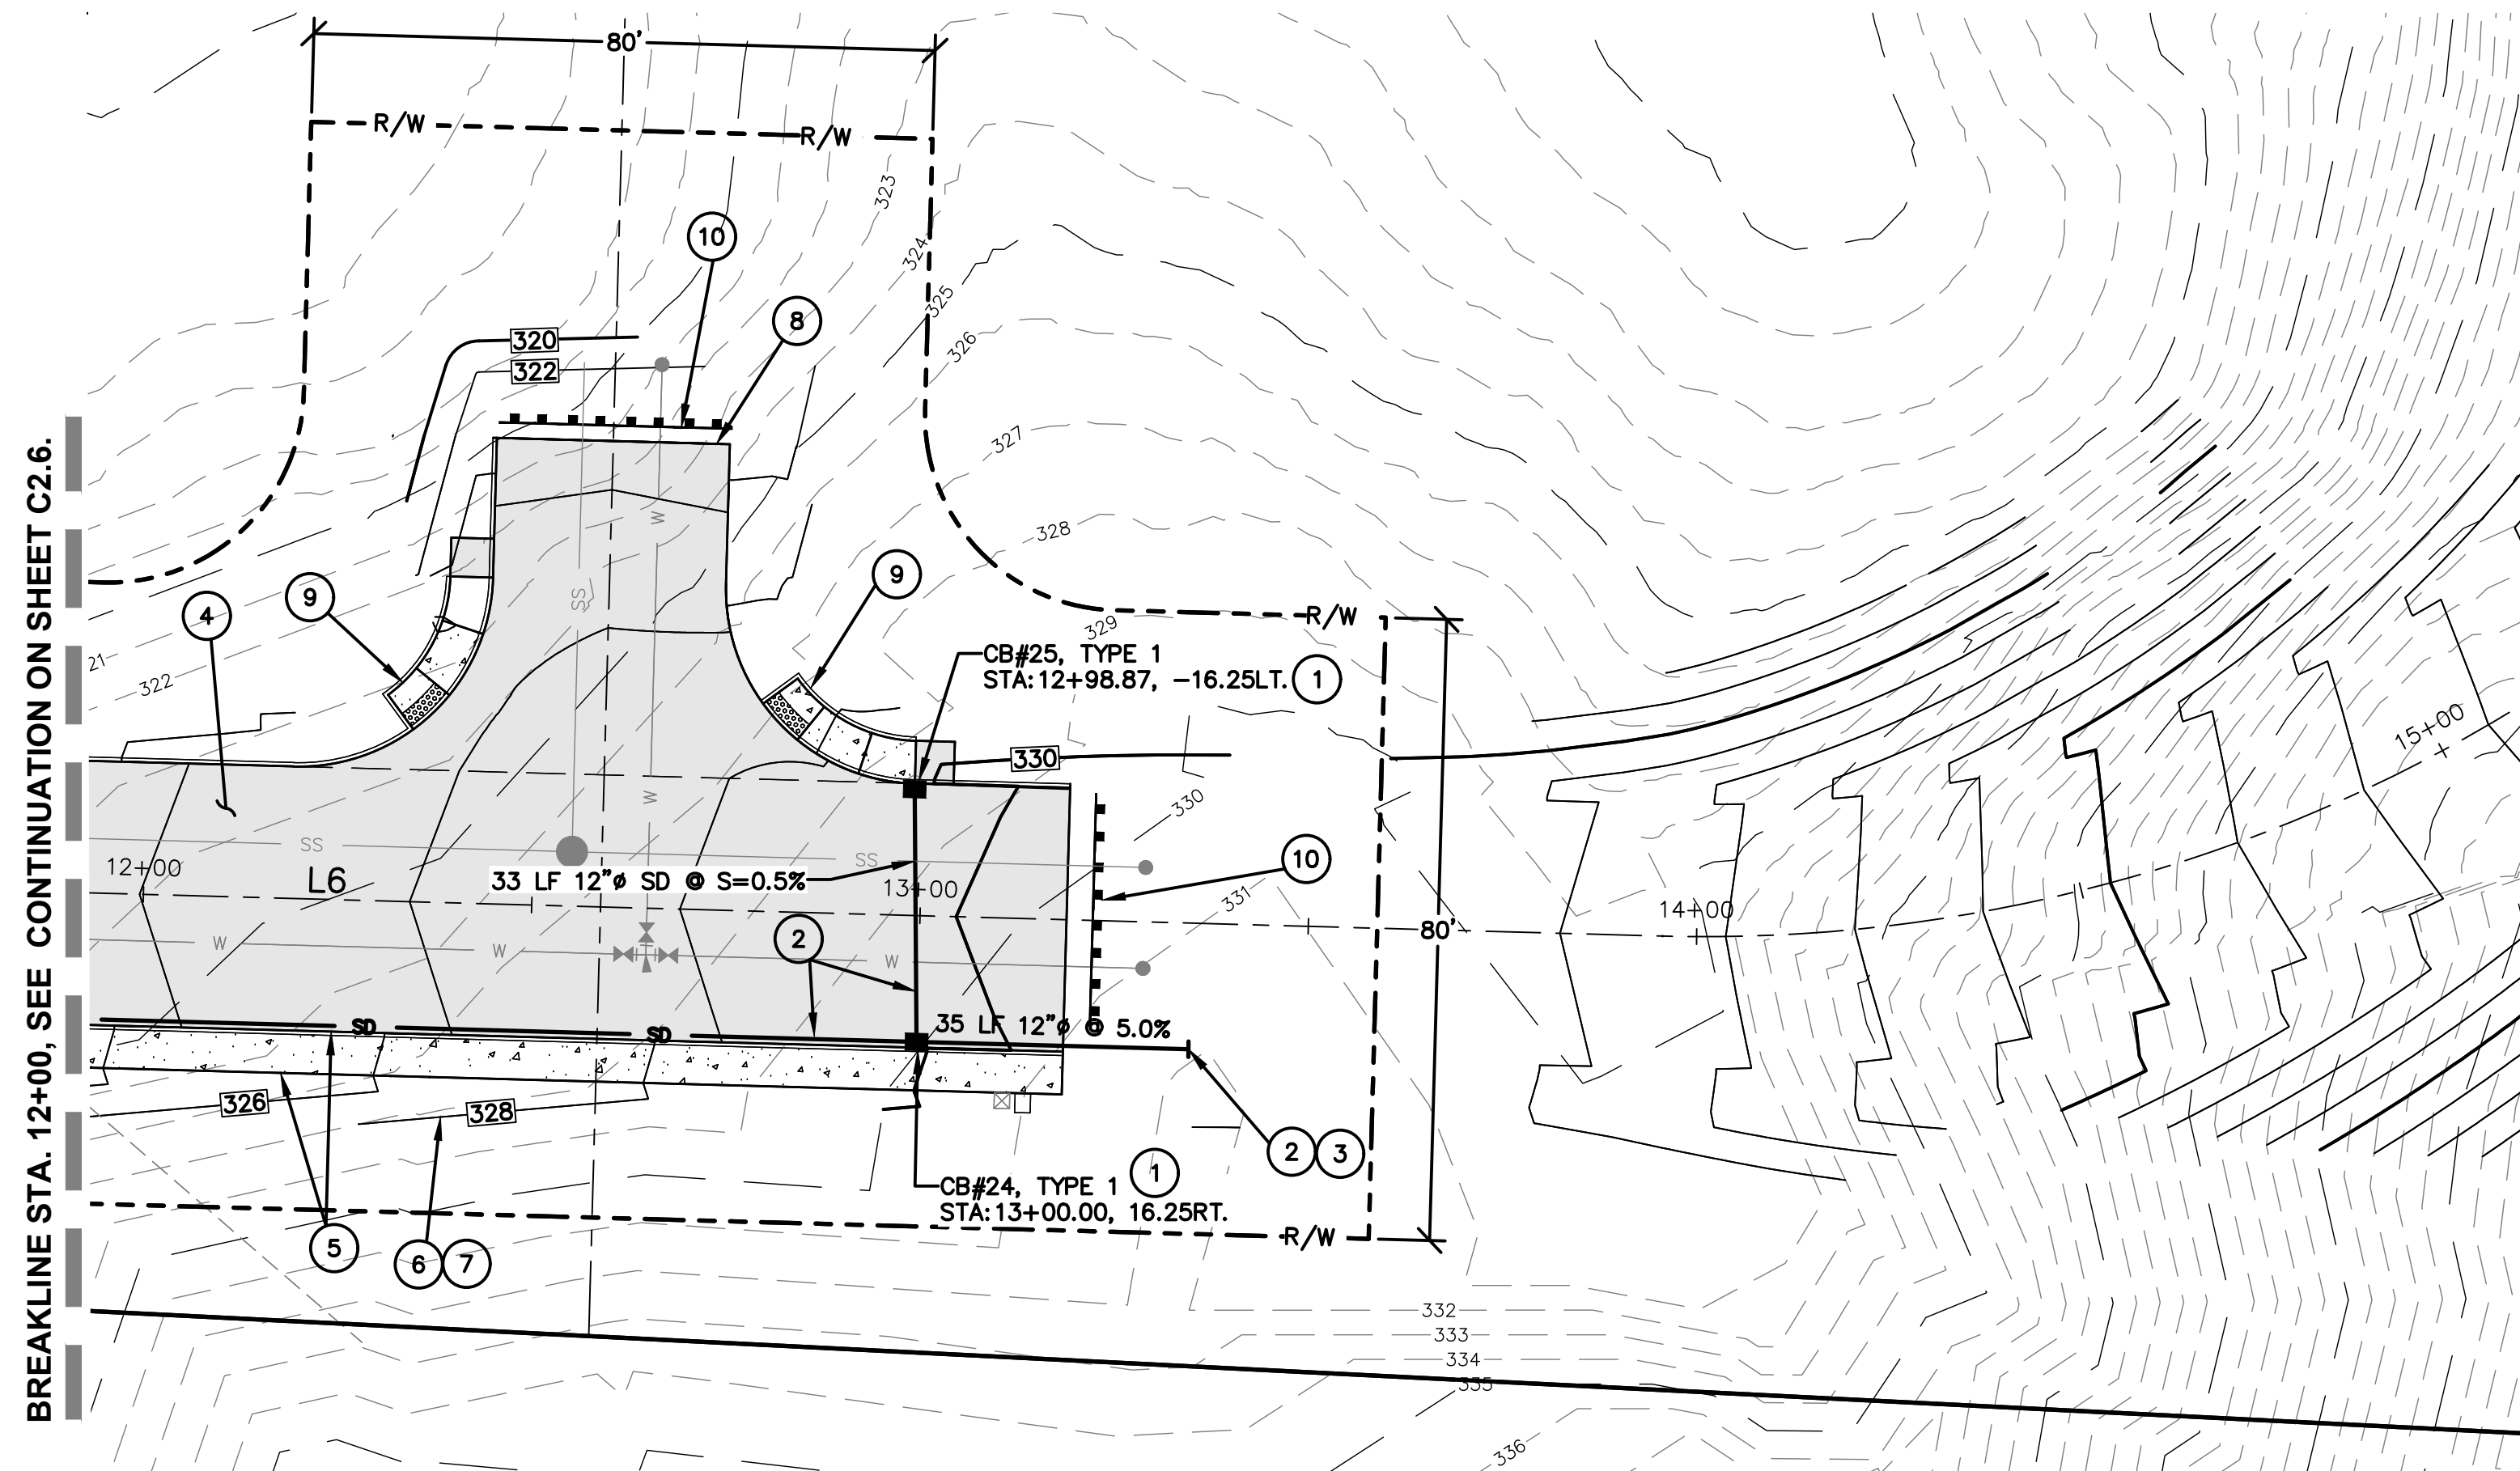 80'
R/W
R/W
323
10
324
325
8
320
326
322
327
BREAKLINE STA. 12+00, SEE CONTINUATION ON SHEET C2.6.
W
328
9
9
SS
4
R/W
329
CB#25, TYPE 1
STA:12+98.87, -16.25LT.
1
21
322
15+00
330
W
330
SS
SS
10
12+00
L6
33 LF 12"ø SD @ S=0.5%
13+00
331
14+00
80'
2
W
W
W
SD
SD
35 LF 12"ø @ 5.0%
326
328
2
3
1
CB#24, TYPE 1
STA:13+00.00, 16.25RT.
R/W
5
6
7
332
333
334
335
336